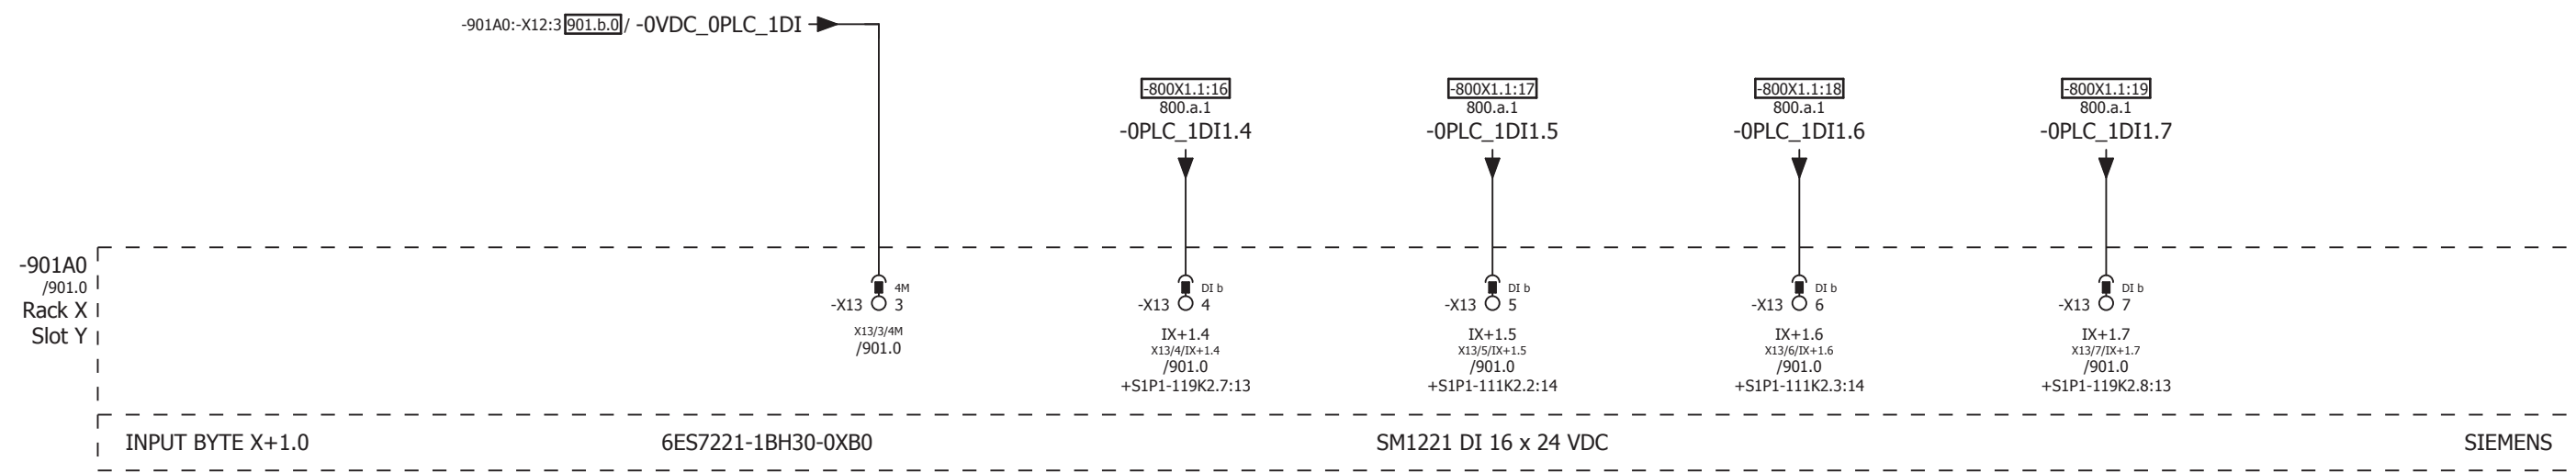 -901A0:-X12:3 901.b.0 / -0VDC_0PLC_1DI
-800X1.1:16
800.a.1
-0PLC_1DI1.4
-800X1.1:17
800.a.1
-0PLC_1DI1.5
-800X1.1:18
800.a.1
-0PLC_1DI1.6
-800X1.1:19
800.a.1
-0PLC_1DI1.7
-901A0
/901.0
Rack X
Slot Y
4M
-X13 3
X13/3/4M
/901.0
DI b
-X13 4
IX+1.4
X13/4/IX+1.4
/901.0
+S1P1-119K2.7:13
DI b
-X13 5
IX+1.5
X13/5/IX+1.5
/901.0
+S1P1-111K2.2:14
DI b
-X13 6
IX+1.6
X13/6/IX+1.6
/901.0
+S1P1-111K2.3:14
DI b
-X13 7
IX+1.7
X13/7/IX+1.7
/901.0
+S1P1-119K2.8:13
INPUT BYTE X+1.0 6ES7221-1BH30-0XB0 SM1221 DI 16 x 24 VDC SIEMENS